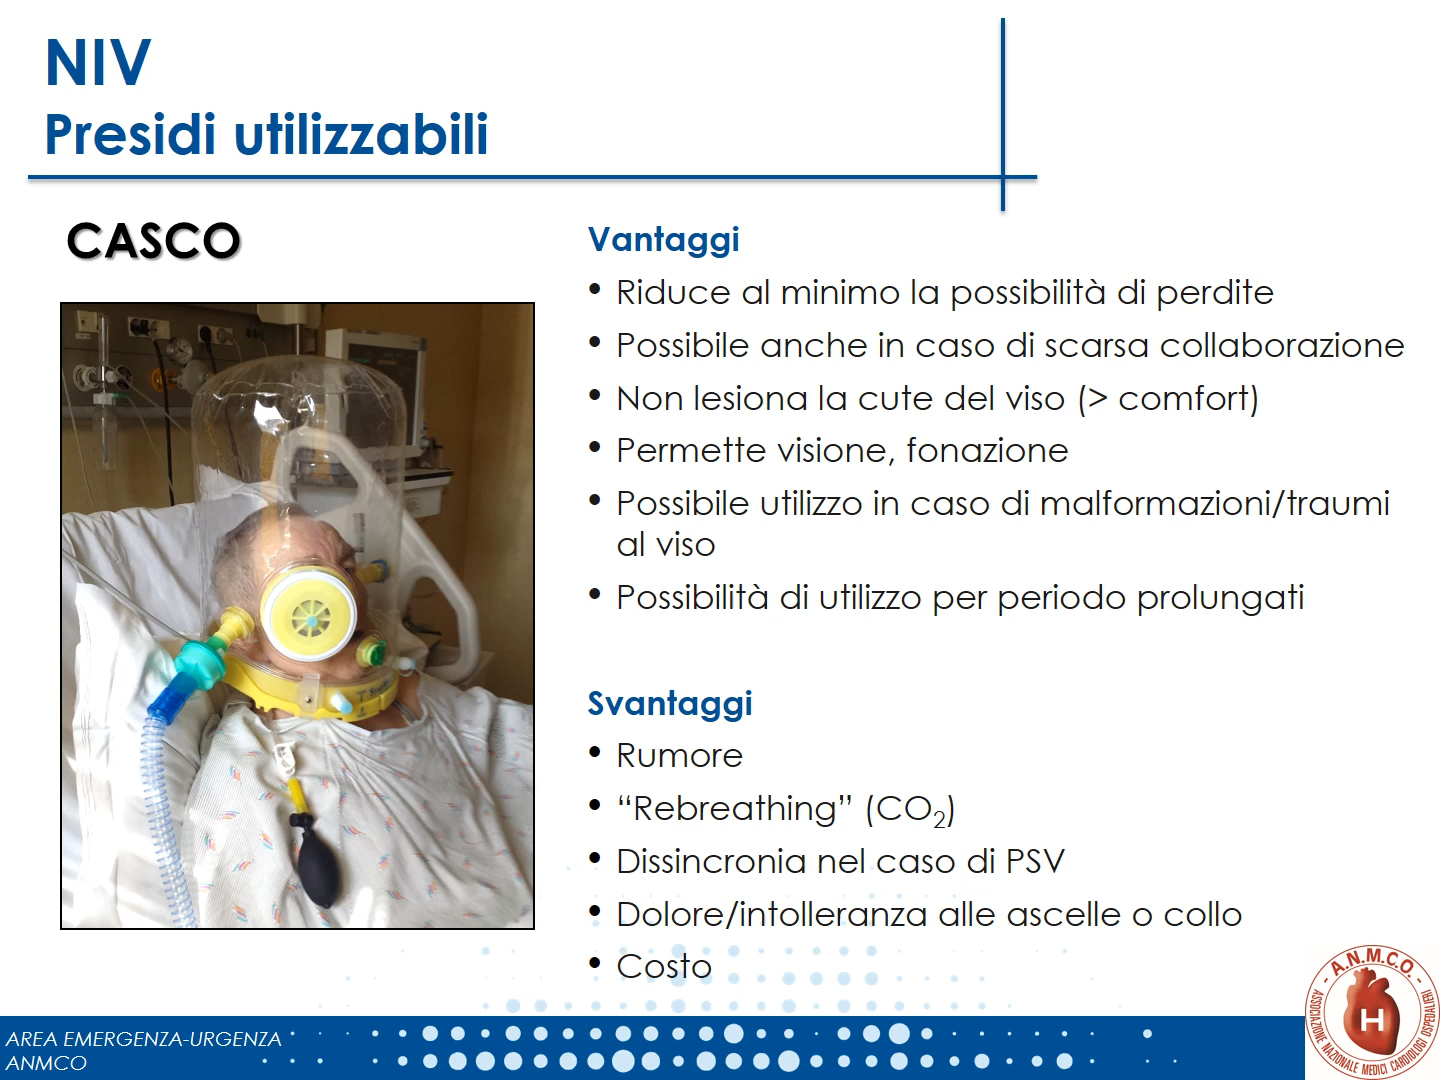 NIV
Presidi utilizzabili
CASCO
Vantaggi
• Riduce al minimo la possibilità di perdite
• Possibile anche in caso di scarsa collaborazione
• Non lesiona la cute del viso (> comfort)
• Permette visione, fonazione
• Possibile utilizzo in caso di malformazioni/traumi
al viso
• Possibilità di utilizzo per periodo prolungati
Svantaggi
• Rumore
• “Rebreathing” (CO₂)
• Dissincronia nel caso di PSV
• Dolore/intolleranza alle ascelle o collo
• Costo
AREA EMERGENZA-URGENZA
ANMCO
- A.N.M.C.O. -
ASSOCIAZIONE NAZIONALE MEDICI CARDIOLOGI OSPEDALIERI
H